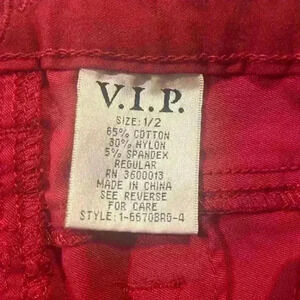 V.I.P.
SIZE: 1/2
65% COTTON
30% NYLON
5% SPANDEX
REGULAR
RN 3600013
MADE IN CHINA
SEE REVERSE
FOR CARE
STYLE: 1-6670BRG-4